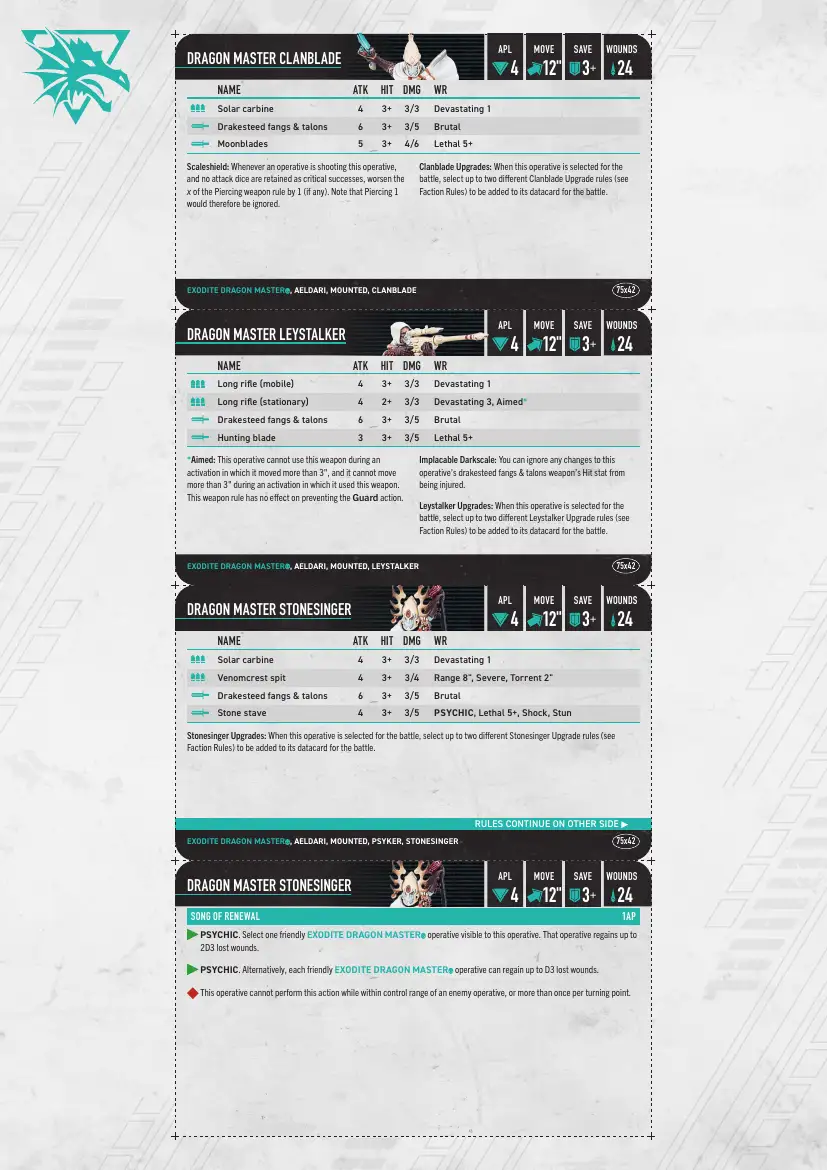 DRAGON MASTER CLANBLADE
APL MOVE SAVE WOUNDS
4 12" 3+ 24
NAME ATK HIT DMG WR
Solar carbine 4 3+ 3/3 Devastating 1
Drakesteed fangs & talons 6 3+ 3/5 Brutal
Moonblades 5 3+ 4/6 Lethal 5+
Scaleshield: Whenever an operative is shooting this operative,
and no attack dice are retained as critical successes, worsen the
x of the Piercing weapon rule by 1 (if any). Note that Piercing 1
would therefore be ignored.
Clanblade Upgrades: When this operative is selected for the
battle, select up to two different Clanblade Upgrade rules (see
Faction Rules) to be added to its datacard for the battle.
EXODITE DRAGON MASTER, AELDARI, MOUNTED, CLANBLADE 75x42
DRAGON MASTER LEYSTALKER
APL MOVE SAVE WOUNDS
4 12" 3+ 24
NAME ATK HIT DMG WR
Long rifle (mobile) 4 3+ 3/3 Devastating 1
Long rifle (stationary) 4 2+ 3/3 Devastating 3, Aimed*
Drakesteed fangs & talons 6 3+ 3/5 Brutal
Hunting blade 3 3+ 3/5 Lethal 5+
*Aimed: This operative cannot use this weapon during an
activation in which it moved more than 3", and it cannot move
more than 3" during an activation in which it used this weapon.
This weapon rule has no effect on preventing the Guard action.
Implacable Darkscale: You can ignore any changes to this
operative's drakesteed fangs & talons weapon's Hit stat from
being injured.
Leystalker Upgrades: When this operative is selected for the
battle, select up to two different Leystalker Upgrade rules (see
Faction Rules) to be added to its datacard for the battle.
EXODITE DRAGON MASTER, AELDARI, MOUNTED, LEYSTALKER 75x42
DRAGON MASTER STONESINGER
APL MOVE SAVE WOUNDS
4 12" 3+ 24
NAME ATK HIT DMG WR
Solar carbine 4 3+ 3/3 Devastating 1
Venomcrest spit 4 3+ 3/4 Range 8", Severe, Torrent 2"
Drakesteed fangs & talons 6 3+ 3/5 Brutal
Stone stave 4 3+ 3/5 PSYCHIC, Lethal 5+, Shock, Stun
Stonesinger Upgrades: When this operative is selected for the battle, select up to two different Stonesinger Upgrade rules (see
Faction Rules) to be added to its datacard for the battle.
RULES CONTINUE ON OTHER SIDE ▶
EXODITE DRAGON MASTER, AELDARI, MOUNTED, PSYKER, STONESINGER 75x42
DRAGON MASTER STONESINGER
APL MOVE SAVE WOUNDS
4 12" 3+ 24
SONG OF RENEWAL 1AP
PSYCHIC. Select one friendly EXODITE DRAGON MASTER operative visible to this operative. That operative regains up to
2D3 lost wounds.
PSYCHIC. Alternatively, each friendly EXODITE DRAGON MASTER operative can regain up to D3 lost wounds.
This operative cannot perform this action while within control range of an enemy operative, or more than once per turning point.